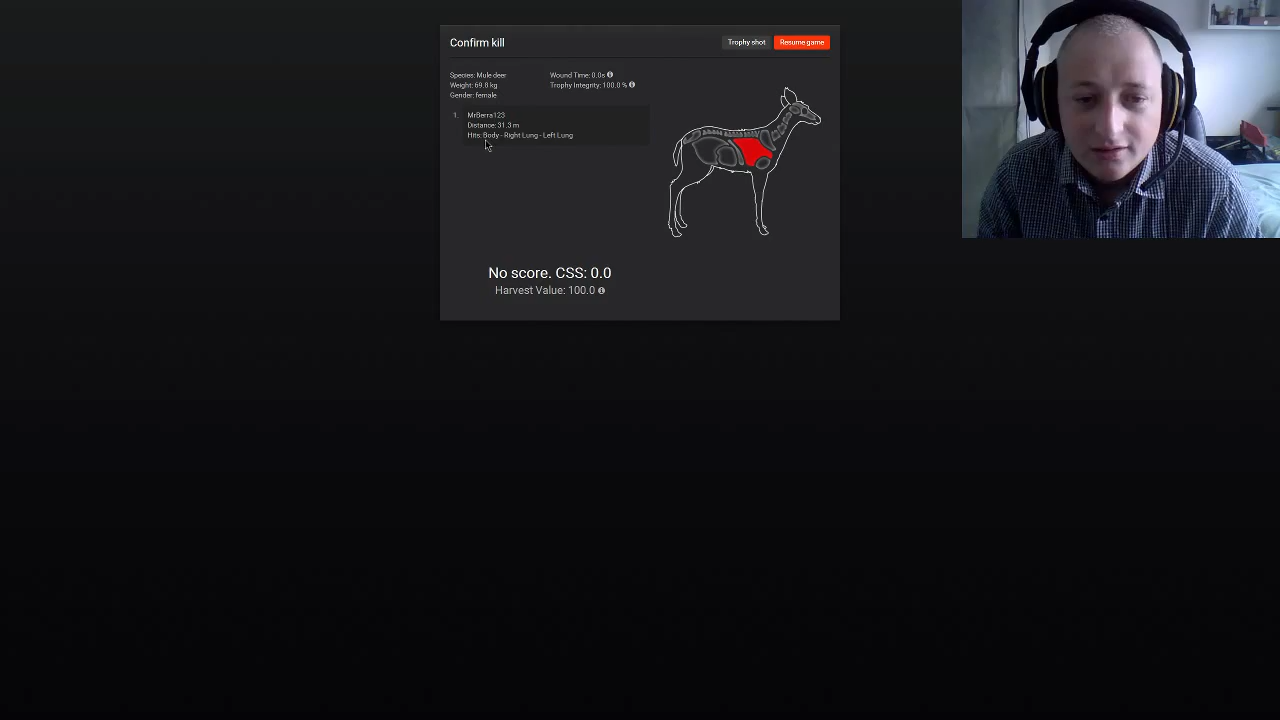 Confirm kill
Trophy shot
Resume game
Species: Mule deer
Weight: 69.8 kg
Gender: female
Wound Time: 0.0s
Trophy Integrity: 100.0 %
1.
MrBerra123
Distance: 31.3 m
Hits: Body - Right Lung - Left Lung
No score. CSS: 0.0
Harvest Value: 100.0